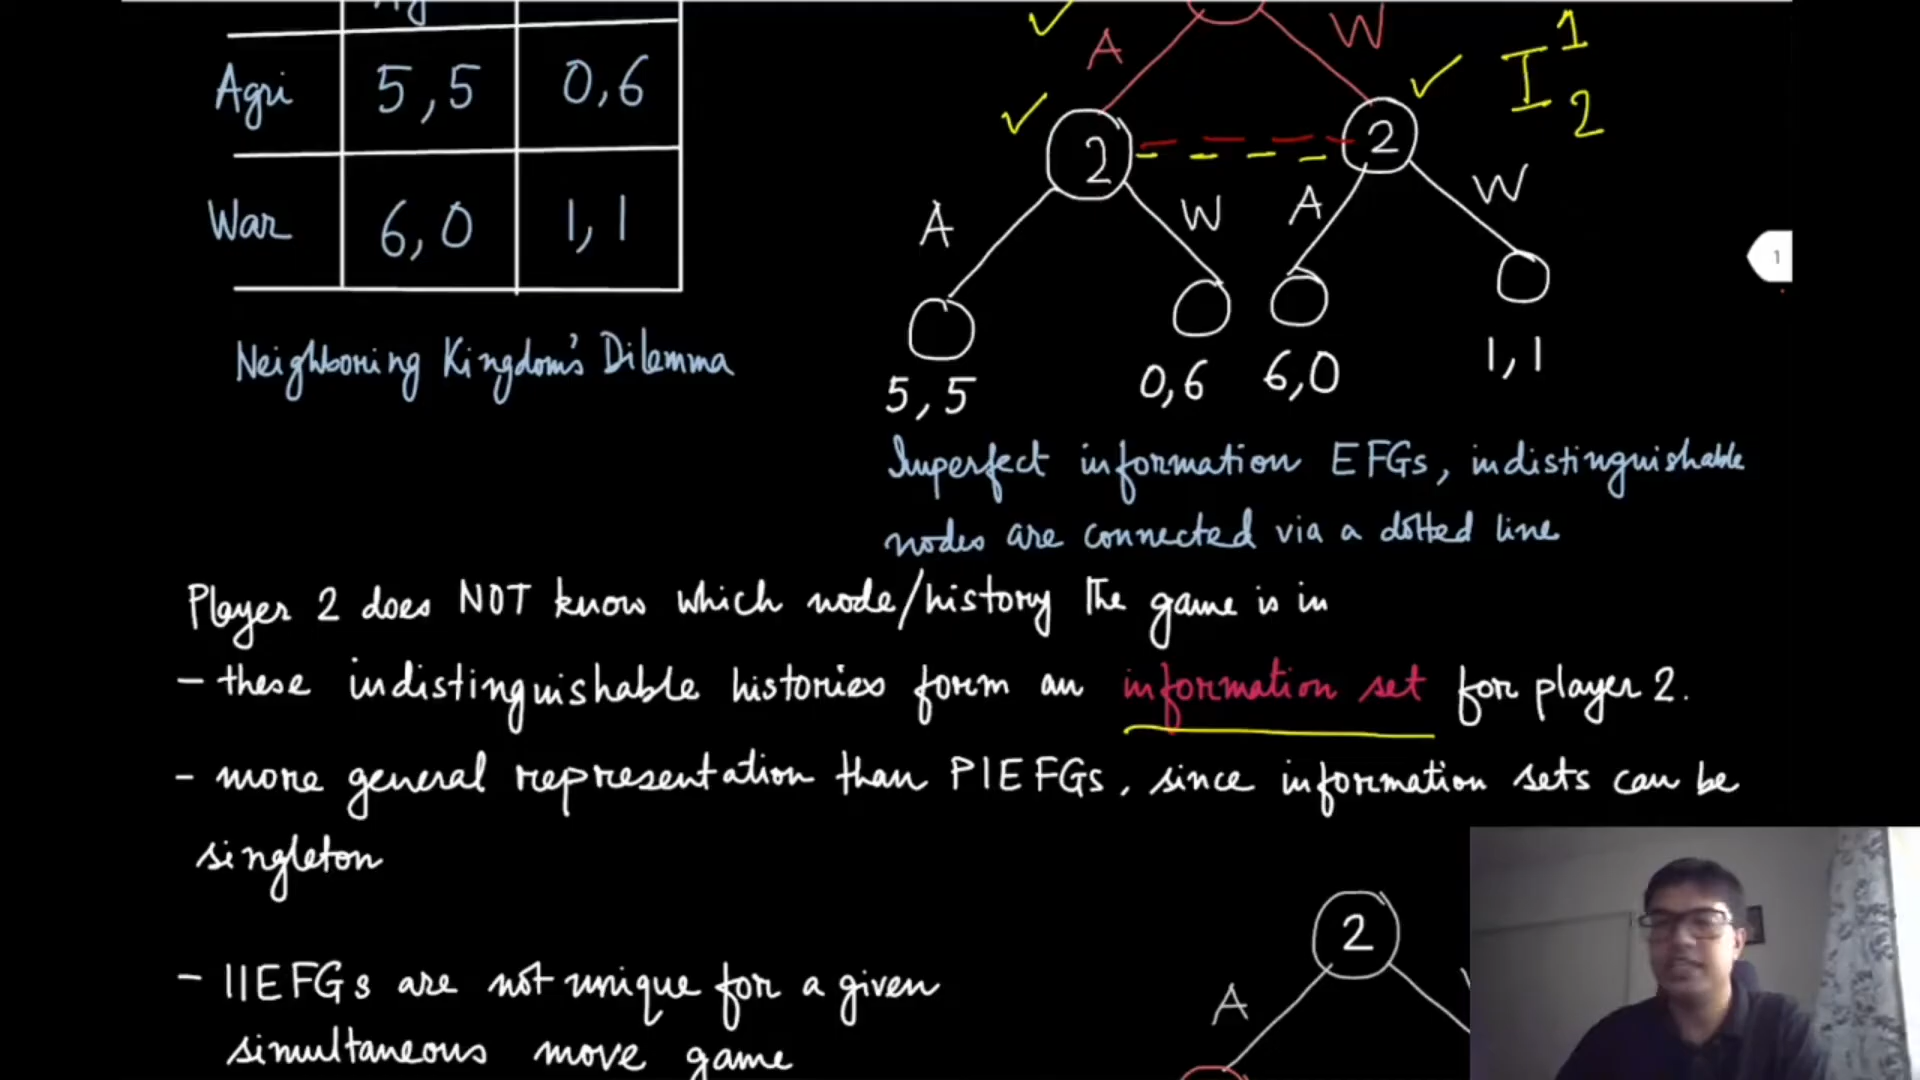 Agri 5,5 0,6
War 6,0 1,1
Neighboring Kingdom's Dilemma
A W
2 2
I 1 2
A W A W
5,5 0,6 6,0 1,1
Imperfect information EFGs, indistinguishable
nodes are connected via a dotted line
Player 2 does NOT know which node/history the game is in
- these indistinguishable histories form an information set for player 2.
- more general representation than PIEFGs, since information sets can be
singleton
- IIEFGs are not unique for a given
simultaneous move game
2
A
1